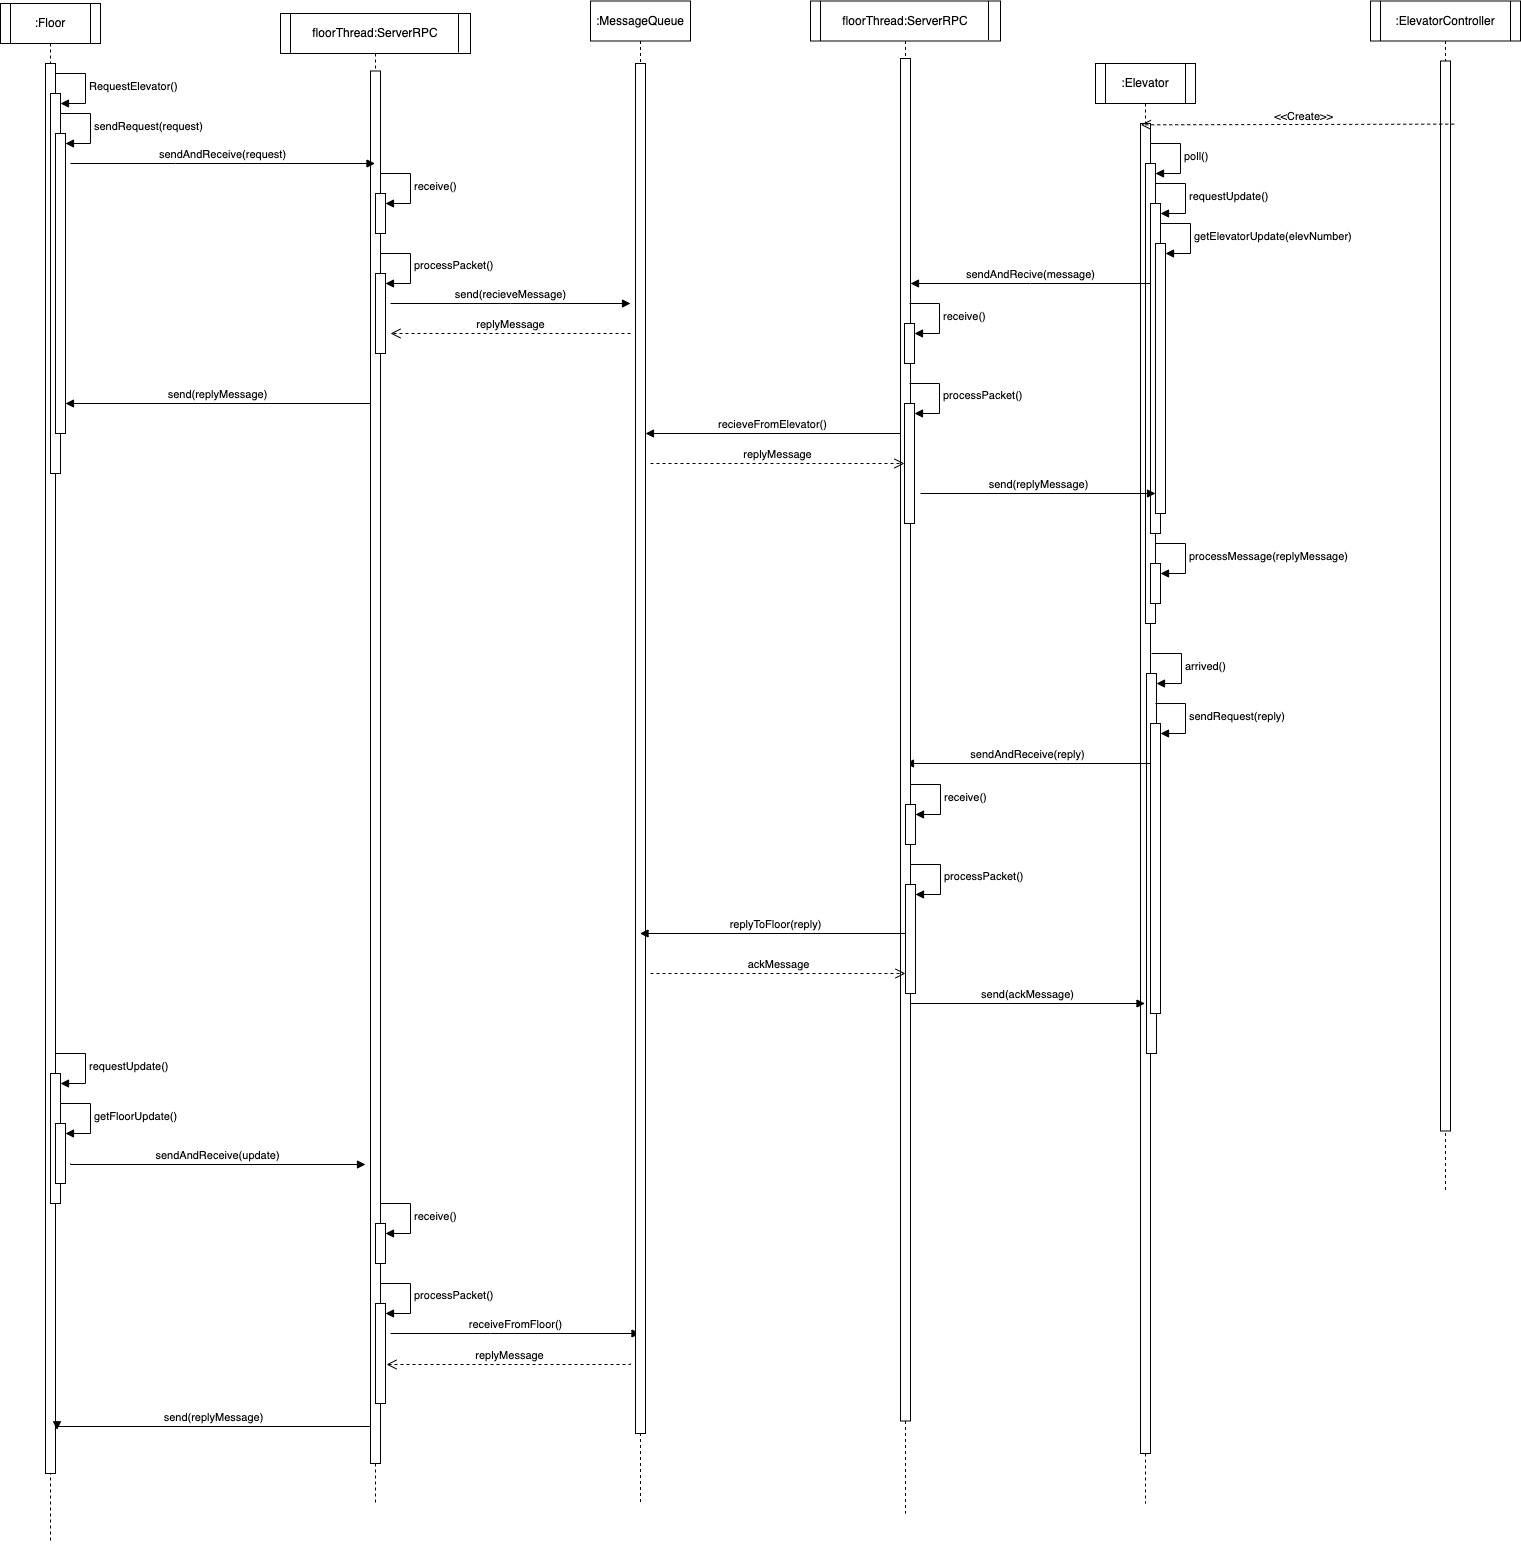 :Floor
floorThread:ServerRPC
:MessageQueue
floorThread:ServerRPC
:ElevatorController
:Elevator
RequestElevator()
<<Create>>
sendRequest(request)
sendAndReceive(request)
poll()
receive()
requestUpdate()
getElevatorUpdate(elevNumber)
processPacket()
sendAndRecive(message)
send(recieveMessage)
receive()
replyMessage
send(replyMessage)
processPacket()
recieveFromElevator()
replyMessage
send(replyMessage)
processMessage(replyMessage)
arrived()
sendRequest(reply)
sendAndReceive(reply)
receive()
processPacket()
replyToFloor(reply)
ackMessage
send(ackMessage)
requestUpdate()
getFloorUpdate()
sendAndReceive(update)
receive()
processPacket()
receiveFromFloor()
replyMessage
send(replyMessage)